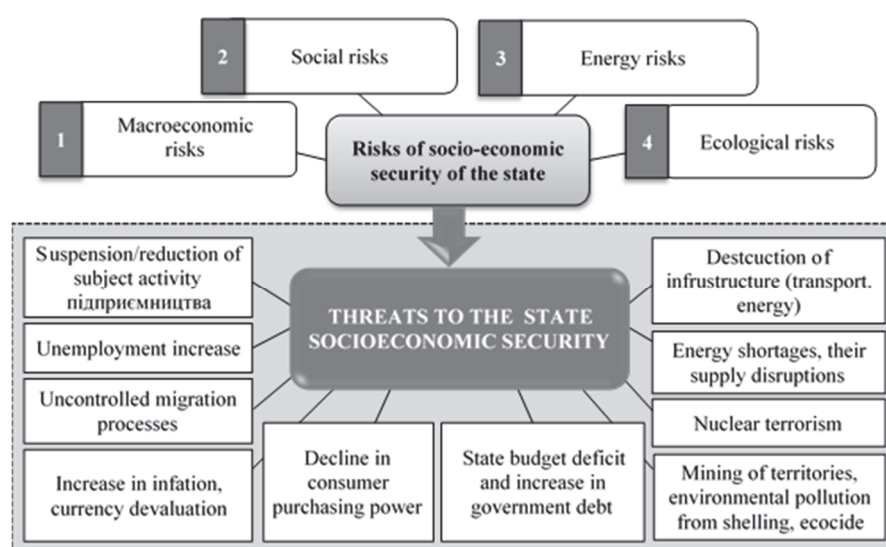 2
Social risks
3
Energy risks
1
Macroeconomic
risks
Risks of socio-economic
security of the state
4
Ecological risks
Suspension/reduction of
subject activity
підприємництва
Unemployment increase
Uncontrolled migration
processes
Increase in infation,
currency devaluation
THREATS TO THE STATE
SOCIOECONOMIC SECURITY
Decline in
consumer
purchasing power
State budget deficit
and increase in
government debt
Destcuction of
infrustructure (transport.
energy)
Energy shortages, their
supply disruptions
Nuclear terrorism
Mining of territories,
environmental pollution
from shelling, ecocide